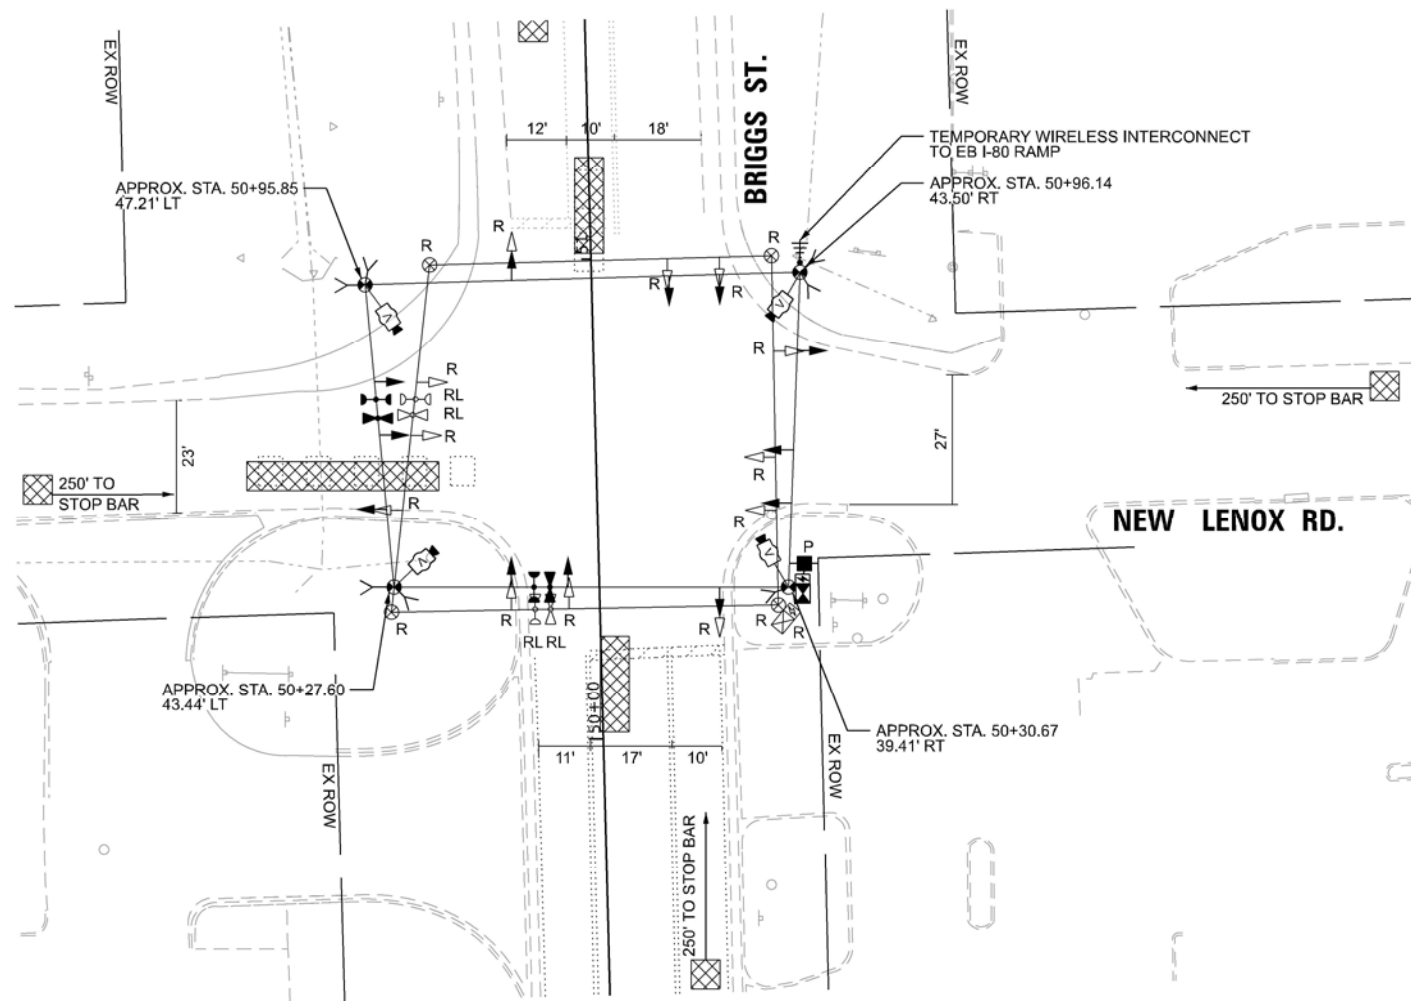 EX ROW
EX ROW
BRIGGS ST.
12'
10'
18'
TEMPORARY WIRELESS INTERCONNECT
TO EB I-80 RAMP
APPROX. STA. 50+95.85
47.21' LT
APPROX. STA. 50+96.14
43.50' RT
R
R
R
151
R
R
V
V
R
R
RL
RL
R
250' TO STOP BAR
23'
27'
R
250' TO
STOP BAR
R
R
NEW LENOX RD.
V
V
P
R
R
R
R
R
RL RL
APPROX. STA. 50+27.60
43.44' LT
150+00
APPROX. STA. 50+30.67
39.41' RT
11'
17'
10'
EX ROW
EX ROW
250' TO STOP BAR